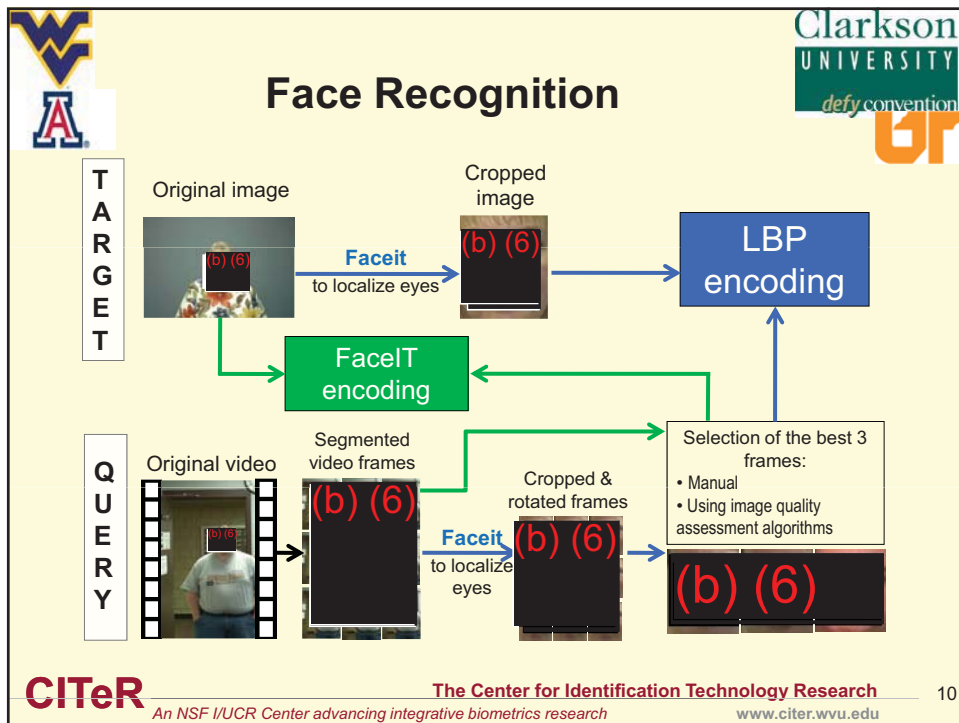 Clarkson
UNIVERSITY
defy convention
Face Recognition
TARGET
Original image
Cropped
image
(b) (6)
Faceit
to localize eyes
(b) (6)
LBP
encoding
FaceIT
encoding
QUERY
Original video
(b) (6)
Segmented
video frames
(b) (6)
Faceit
to localize
eyes
Cropped &
rotated frames
(b) (6)
Selection of the best 3
frames:
• Manual
• Using image quality
assessment algorithms
(b) (6)
CITeR
The Center for Identification Technology Research
10
An NSF I/UCR Center advancing integrative biometrics research
www.citer.wvu.edu